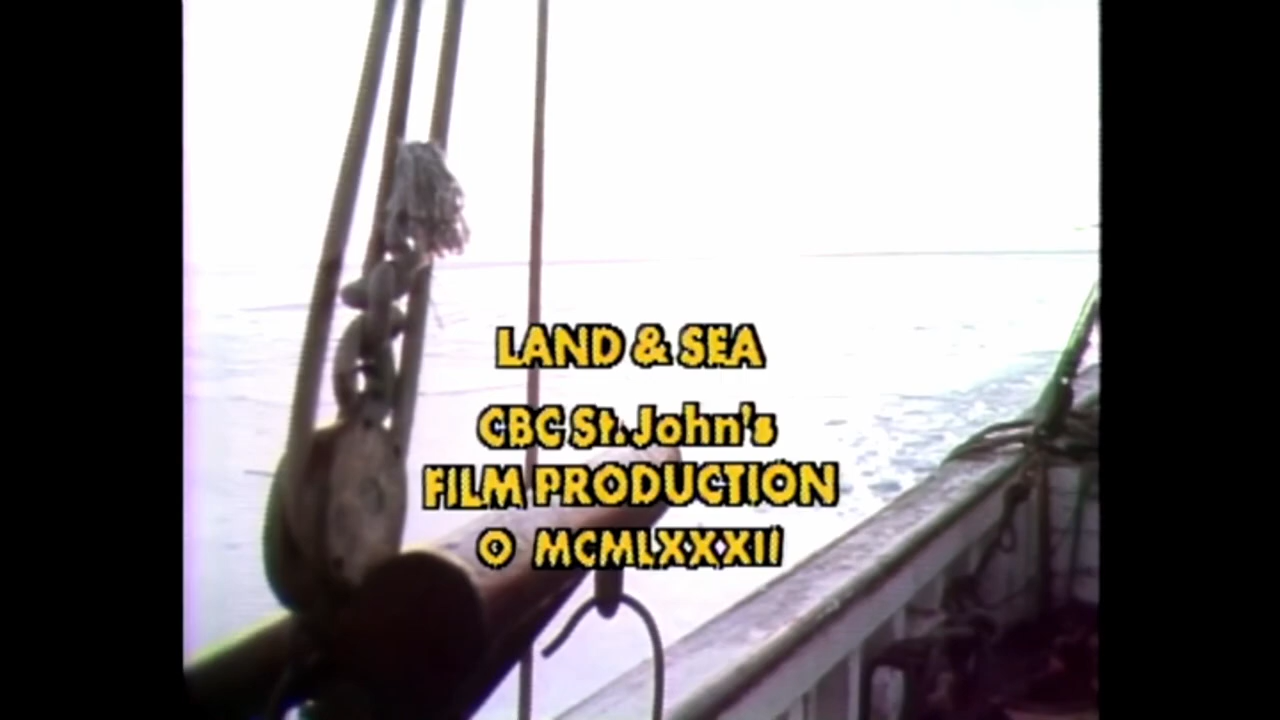 LAND & SEA
CBC St. John's
FILM PRODUCTION
© MCMLXXXII